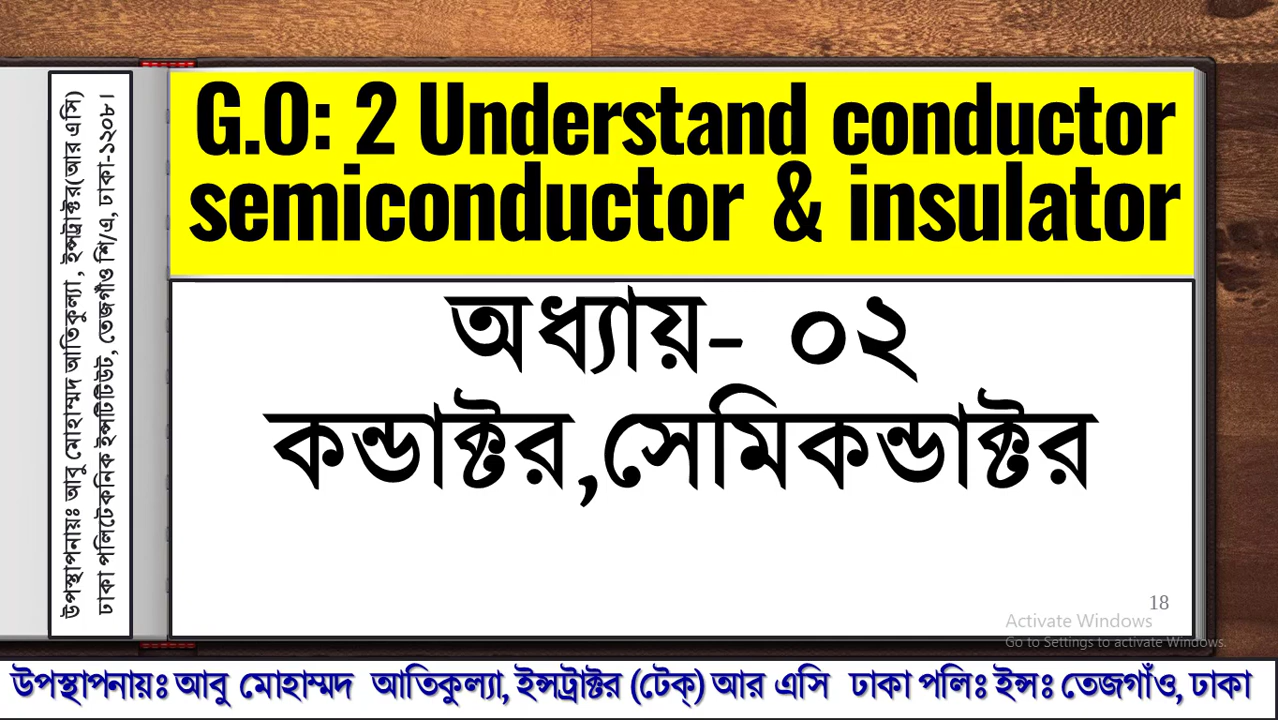 উপস্থাপনায়ঃ আবু মোহাম্মদ আতিকুল্যা, ইন্সট্রাক্টর(আর এসি)
ঢাকা পলিটেকনিক ইন্সটিটিউট, তেজগাঁও শি/এ, ঢাকা-১২০৮।
G.O: 2 Understand conductor
semiconductor & insulator
অধ্যায়- ০২
কন্ডাক্টর,সেমিকন্ডাক্টর
18
Activate Windows
Go to Settings to activate Windows.
উপস্থাপনায়ঃ আবু মোহাম্মদ আতিকুল্যা, ইন্সট্রাক্টর (টেক্) আর এসি ঢাকা পলিঃ ইন্সঃ তেজগাঁও, ঢাকা